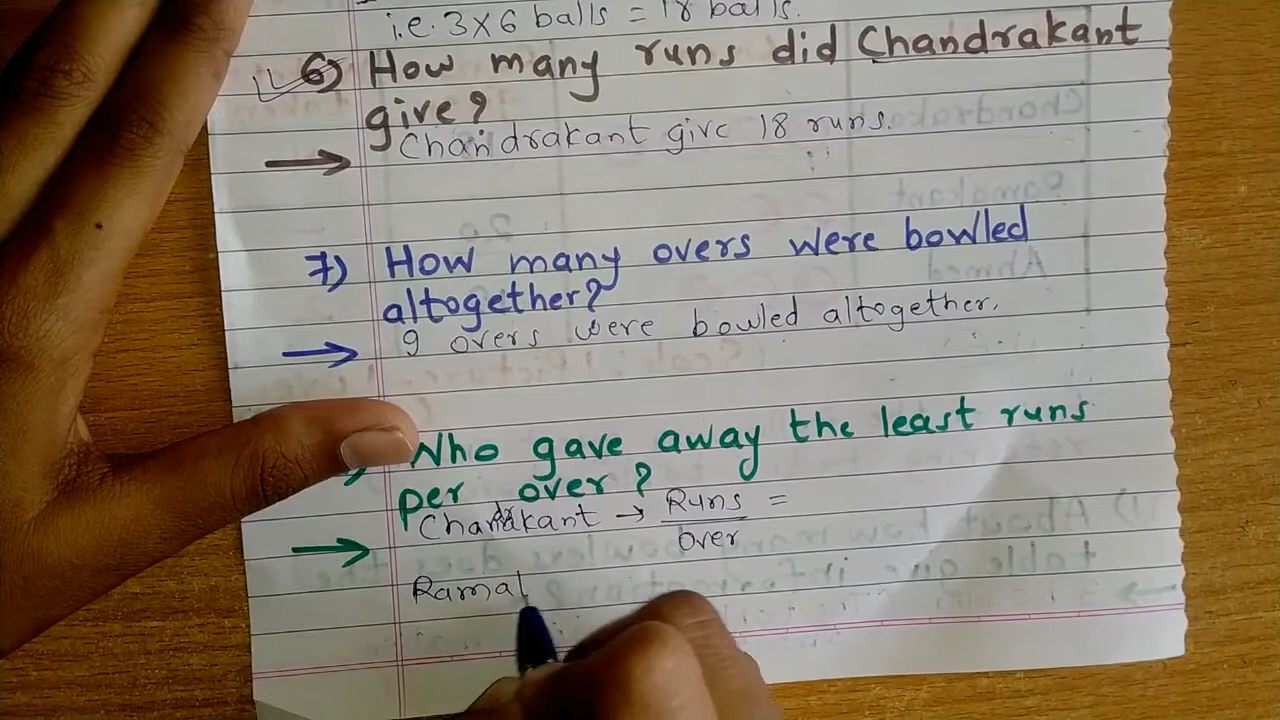 i.e. 3×6 balls = 18 balls.
6) How many runs did Chandrakant
give?
Chandrakant give 18 runs.
7) How many overs were bowled
altogether?
9 overs were bowled altogether.
Who gave away the least runs
per over?
Chandrakant → Runs =
over
Ramak